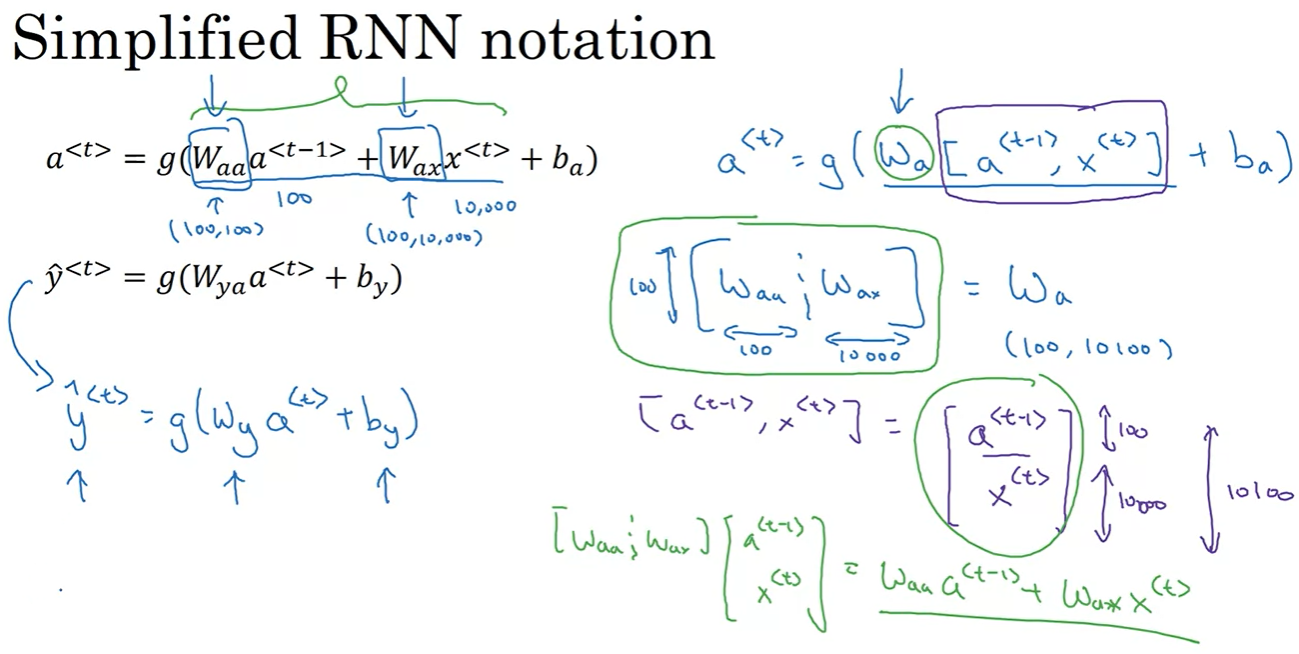 Simplified RNN notation
a<t> = g(Waa a<t−1> + Wax x<t> + ba)
100 10,000
(100,100) (100,10,000)
ŷ<t> = g(Wya a<t> + by)
ŷ<t> = g(Wy a<t> + by)
a<t> = g(Wa [a<t-1>, x<t>] + ba)
100 [Waa ¦ Wax] = Wa
100 10000 (100, 10100)
[a<t-1>, x<t>] = [a<t-1>
x<t>] 100 10000 10100
[Waa ¦ Wax] [a<t-1>
x<t>] = Waa a<t-1> + Wax x<t>